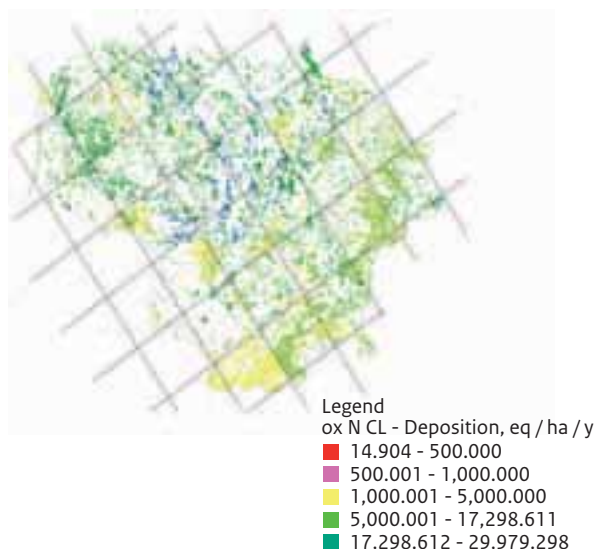 Legend
ox N CL - Deposition, eq / ha / y
14.904 - 500.000
500.001 - 1,000.000
1,000.001 - 5,000.000
5,000.001 - 17,298.611
17,298.612 - 29,979.298